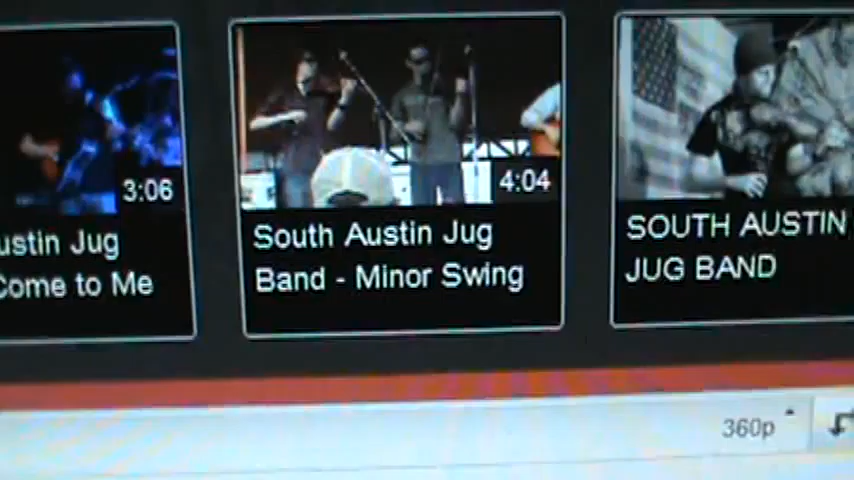 3:06
ustin Jug
Come to Me
4:04
South Austin Jug
Band - Minor Swing
SOUTH AUSTIN
JUG BAND
360p